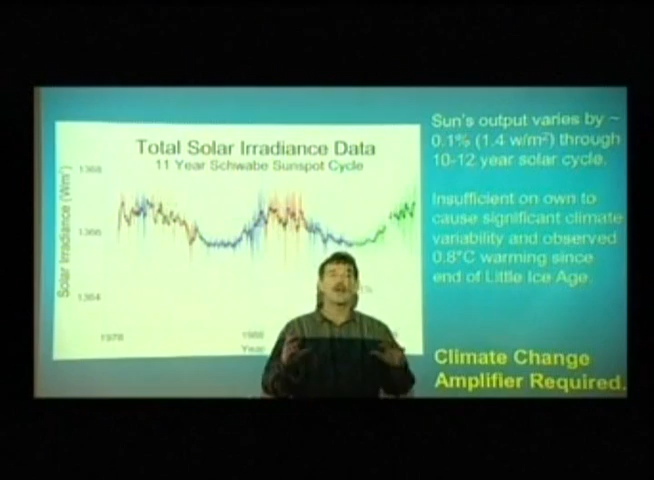 Total Solar Irradiance Data
11 Year Schwabe Sunspot Cycle
1368
Solar Irradiance (Wm²)
1366
1364
1978
1988
Year
Sun's output varies by ~
0.1% (1.4 w/m²) through
10-12 year solar cycle.
Insufficient on own to
cause significant climate
variability and observed
0.8°C warming since
end of Little Ice Age.
Climate Change
Amplifier Required.